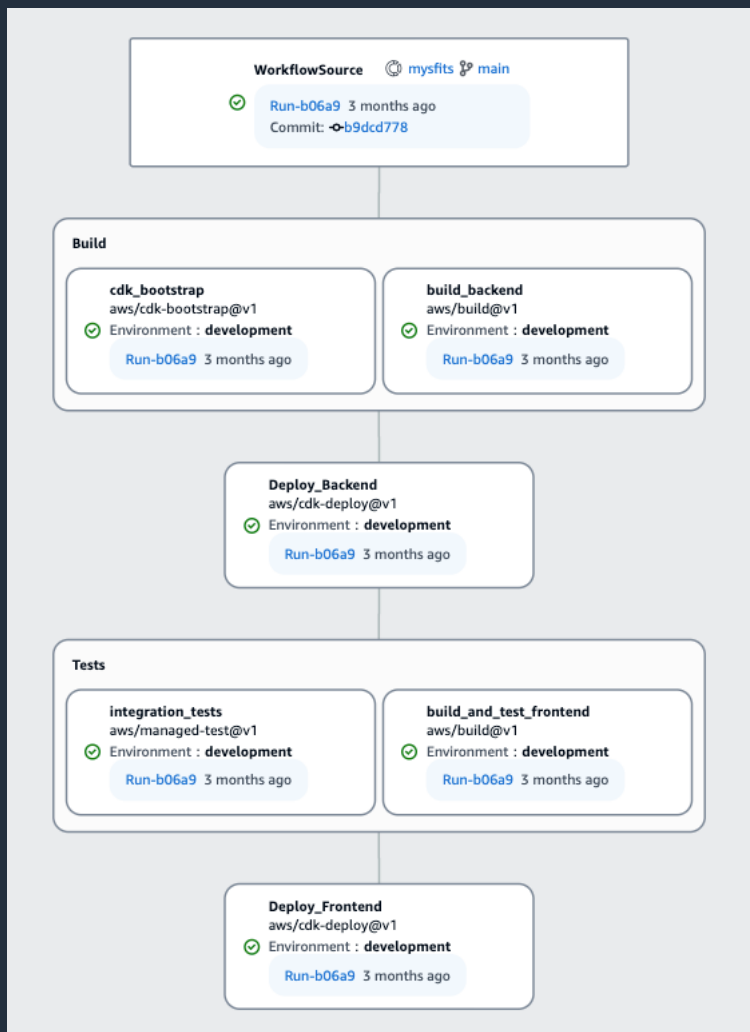 WorkflowSource mysfits main
Run-b06a9 3 months ago
Commit: b9dcd778
Build
cdk_bootstrap
aws/cdk-bootstrap@v1
Environment : development
Run-b06a9 3 months ago
build_backend
aws/build@v1
Environment : development
Run-b06a9 3 months ago
Deploy_Backend
aws/cdk-deploy@v1
Environment : development
Run-b06a9 3 months ago
Tests
integration_tests
aws/managed-test@v1
Environment : development
Run-b06a9 3 months ago
build_and_test_frontend
aws/build@v1
Environment : development
Run-b06a9 3 months ago
Deploy_Frontend
aws/cdk-deploy@v1
Environment : development
Run-b06a9 3 months ago